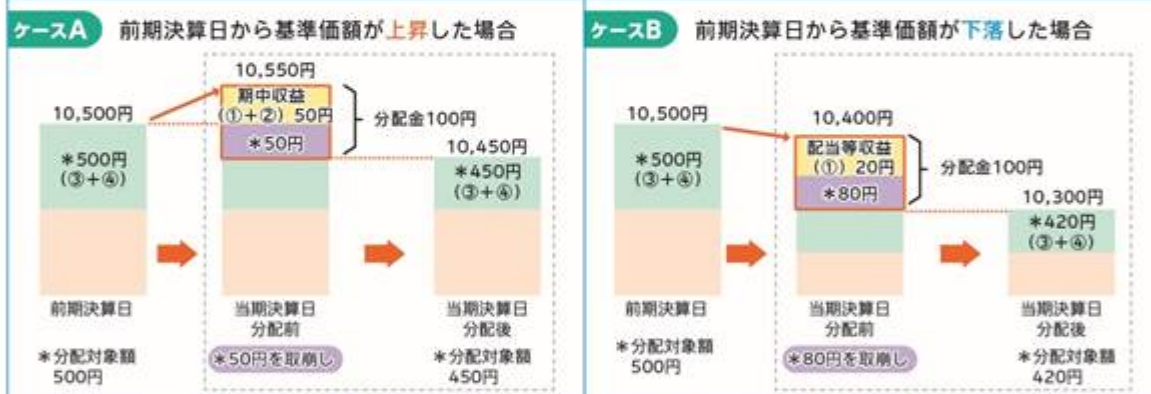 ケースA 前期決算日から基準価額が上昇した場合
10,550円
期中収益
(①+②) 50円
10,500円
分配金100円
*50円
10,450円
*500円
(③+④)
*450円
(③+④)
前期決算日
当期決算日
分配前
当期決算日
分配後
*分配対象額
500円
*50円を取崩し
*分配対象額
450円
ケースB 前期決算日から基準価額が下落した場合
10,500円
10,400円
配当等収益
(①) 20円
分配金100円
*500円
(③+④)
*80円
10,300円
*420円
(③+④)
前期決算日
当期決算日
分配前
当期決算日
分配後
*分配対象額
500円
*80円を取崩し
*分配対象額
420円